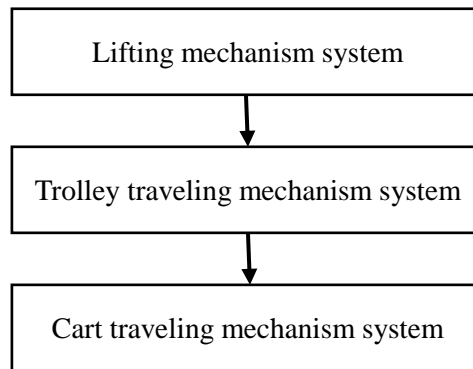 Lifting mechanism system
Trolley traveling mechanism system
Cart traveling mechanism system